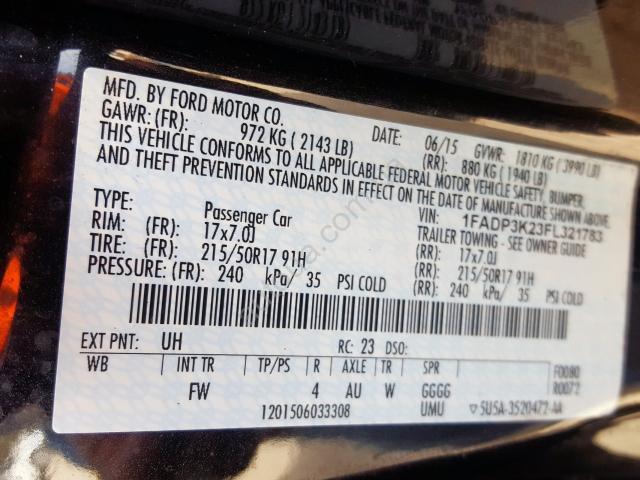 MFD. BY FORD MOTOR CO.
GAWR: (FR): 972 KG ( 2143 LB) DATE: 06/15 GVWR: 1810 KG ( 3990 LB)
(RR): 880 KG ( 1940 LB)
THIS VEHICLE CONFORMS TO ALL APPLICABLE FEDERAL MOTOR VEHICLE SAFETY, BUMPER,
AND THEFT PREVENTION STANDARDS IN EFFECT ON THE DATE OF MANUFACTURE SHOWN ABOVE.
VIN: 1FADP3K23FL321783
TYPE: Passenger Car TRAILER TOWING - SEE OWNER GUIDE
RIM: (FR): 17x7.0J (RR): 17x7.0J
TIRE: (FR): 215/50R17 91H (RR): 215/50R17 91H
PRESSURE: (FR): 240 kPa/ 35 PSI COLD (RR): 240 kPa/ 35 PSI COLD
EXT PNT: UH RC: 23 DSO: F0080
WB INT TR TP/PS R AXLE TR SPR R0072
FW 4 AU W GGGG
1201506033308 UMU ▽5U5A-3520472-AA